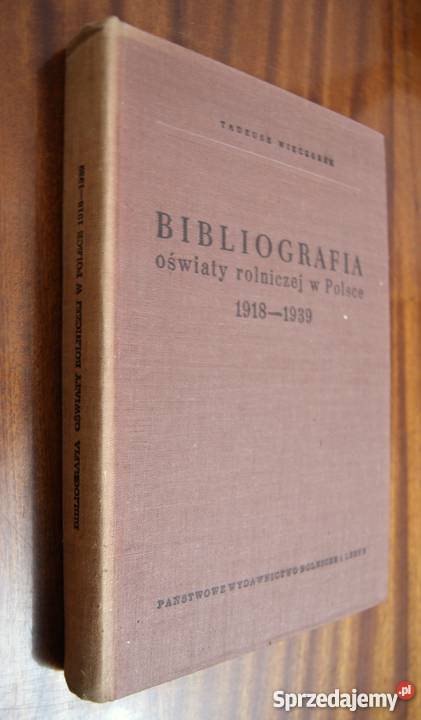 TADEUSZ WIECZOREK
BIBLIOGRAFIA
oświaty rolniczej w Polsce
1918—1939
PAŃSTWOWE WYDAWNICTWO ROLNICZE I LEŚNE
BIBLIOGRAFIA OŚWIATY ROLNICZEJ W POLSCE 1918—1939
Sprzedajemy.pl